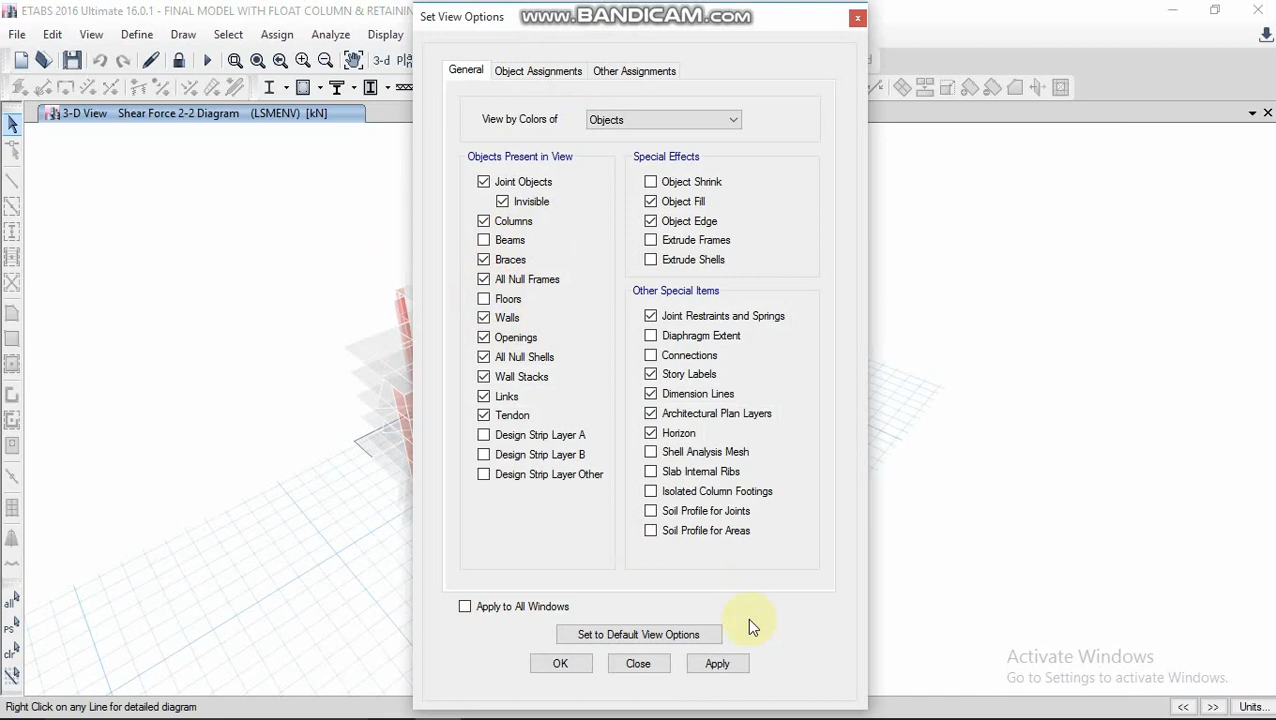 ETABS 2016 Ultimate 16.0.1 - FINAL MODEL WITH FLOAT COLUMN & RETAINI
Set View Options
www.BANDICAM.com
File Edit View Define Draw Select Assign Analyze Display
3-d
3-D View Shear Force 2-2 Diagram (LSMENV) [kN]
General Object Assignments Other Assignments
View by Colors of Objects
Objects Present in View
Joint Objects
Invisible
Columns
Beams
Braces
All Null Frames
Floors
Walls
Openings
All Null Shells
Wall Stacks
Links
Tendon
Design Strip Layer A
Design Strip Layer B
Design Strip Layer Other
Special Effects
Object Shrink
Object Fill
Object Edge
Extrude Frames
Extrude Shells
Other Special Items
Joint Restraints and Springs
Diaphragm Extent
Connections
Story Labels
Dimension Lines
Architectural Plan Layers
Horizon
Shell Analysis Mesh
Slab Internal Ribs
Isolated Column Footings
Soil Profile for Joints
Soil Profile for Areas
Apply to All Windows
Set to Default View Options
OK Close Apply
all
PS
clr
Activate Windows
Go to Settings to activate Windows.
Right Click on any Line for detailed diagram
<< >> Units...